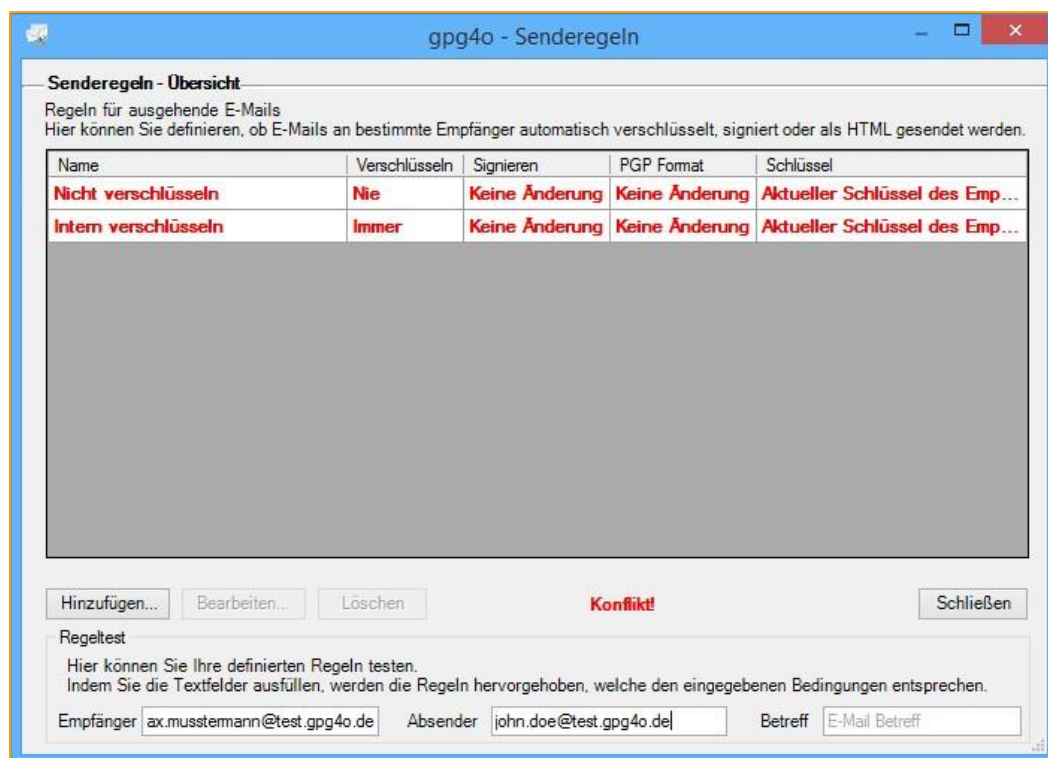 gpg4o - Senderegeln
Senderegeln - Übersicht
Regeln für ausgehende E-Mails
Hier können Sie definieren, ob E-Mails an bestimmte Empfänger automatisch verschlüsselt, signiert oder als HTML gesendet werden.
Name Verschlüsseln Signieren PGP Format Schlüssel
Nicht verschlüsseln Nie Keine Änderung Keine Änderung Aktueller Schlüssel des Emp...
Intern verschlüsseln Immer Keine Änderung Keine Änderung Aktueller Schlüssel des Emp...
Hinzufügen... Bearbeiten... Löschen Konflikt! Schließen
Regeltest
Hier können Sie Ihre definierten Regeln testen.
Indem Sie die Textfelder ausfüllen, werden die Regeln hervorgehoben, welche den eingegebenen Bedingungen entsprechen.
Empfänger ax.musstermann@test.gpg4o.de Absender john.doe@test.gpg4o.de Betreff E-Mail Betreff